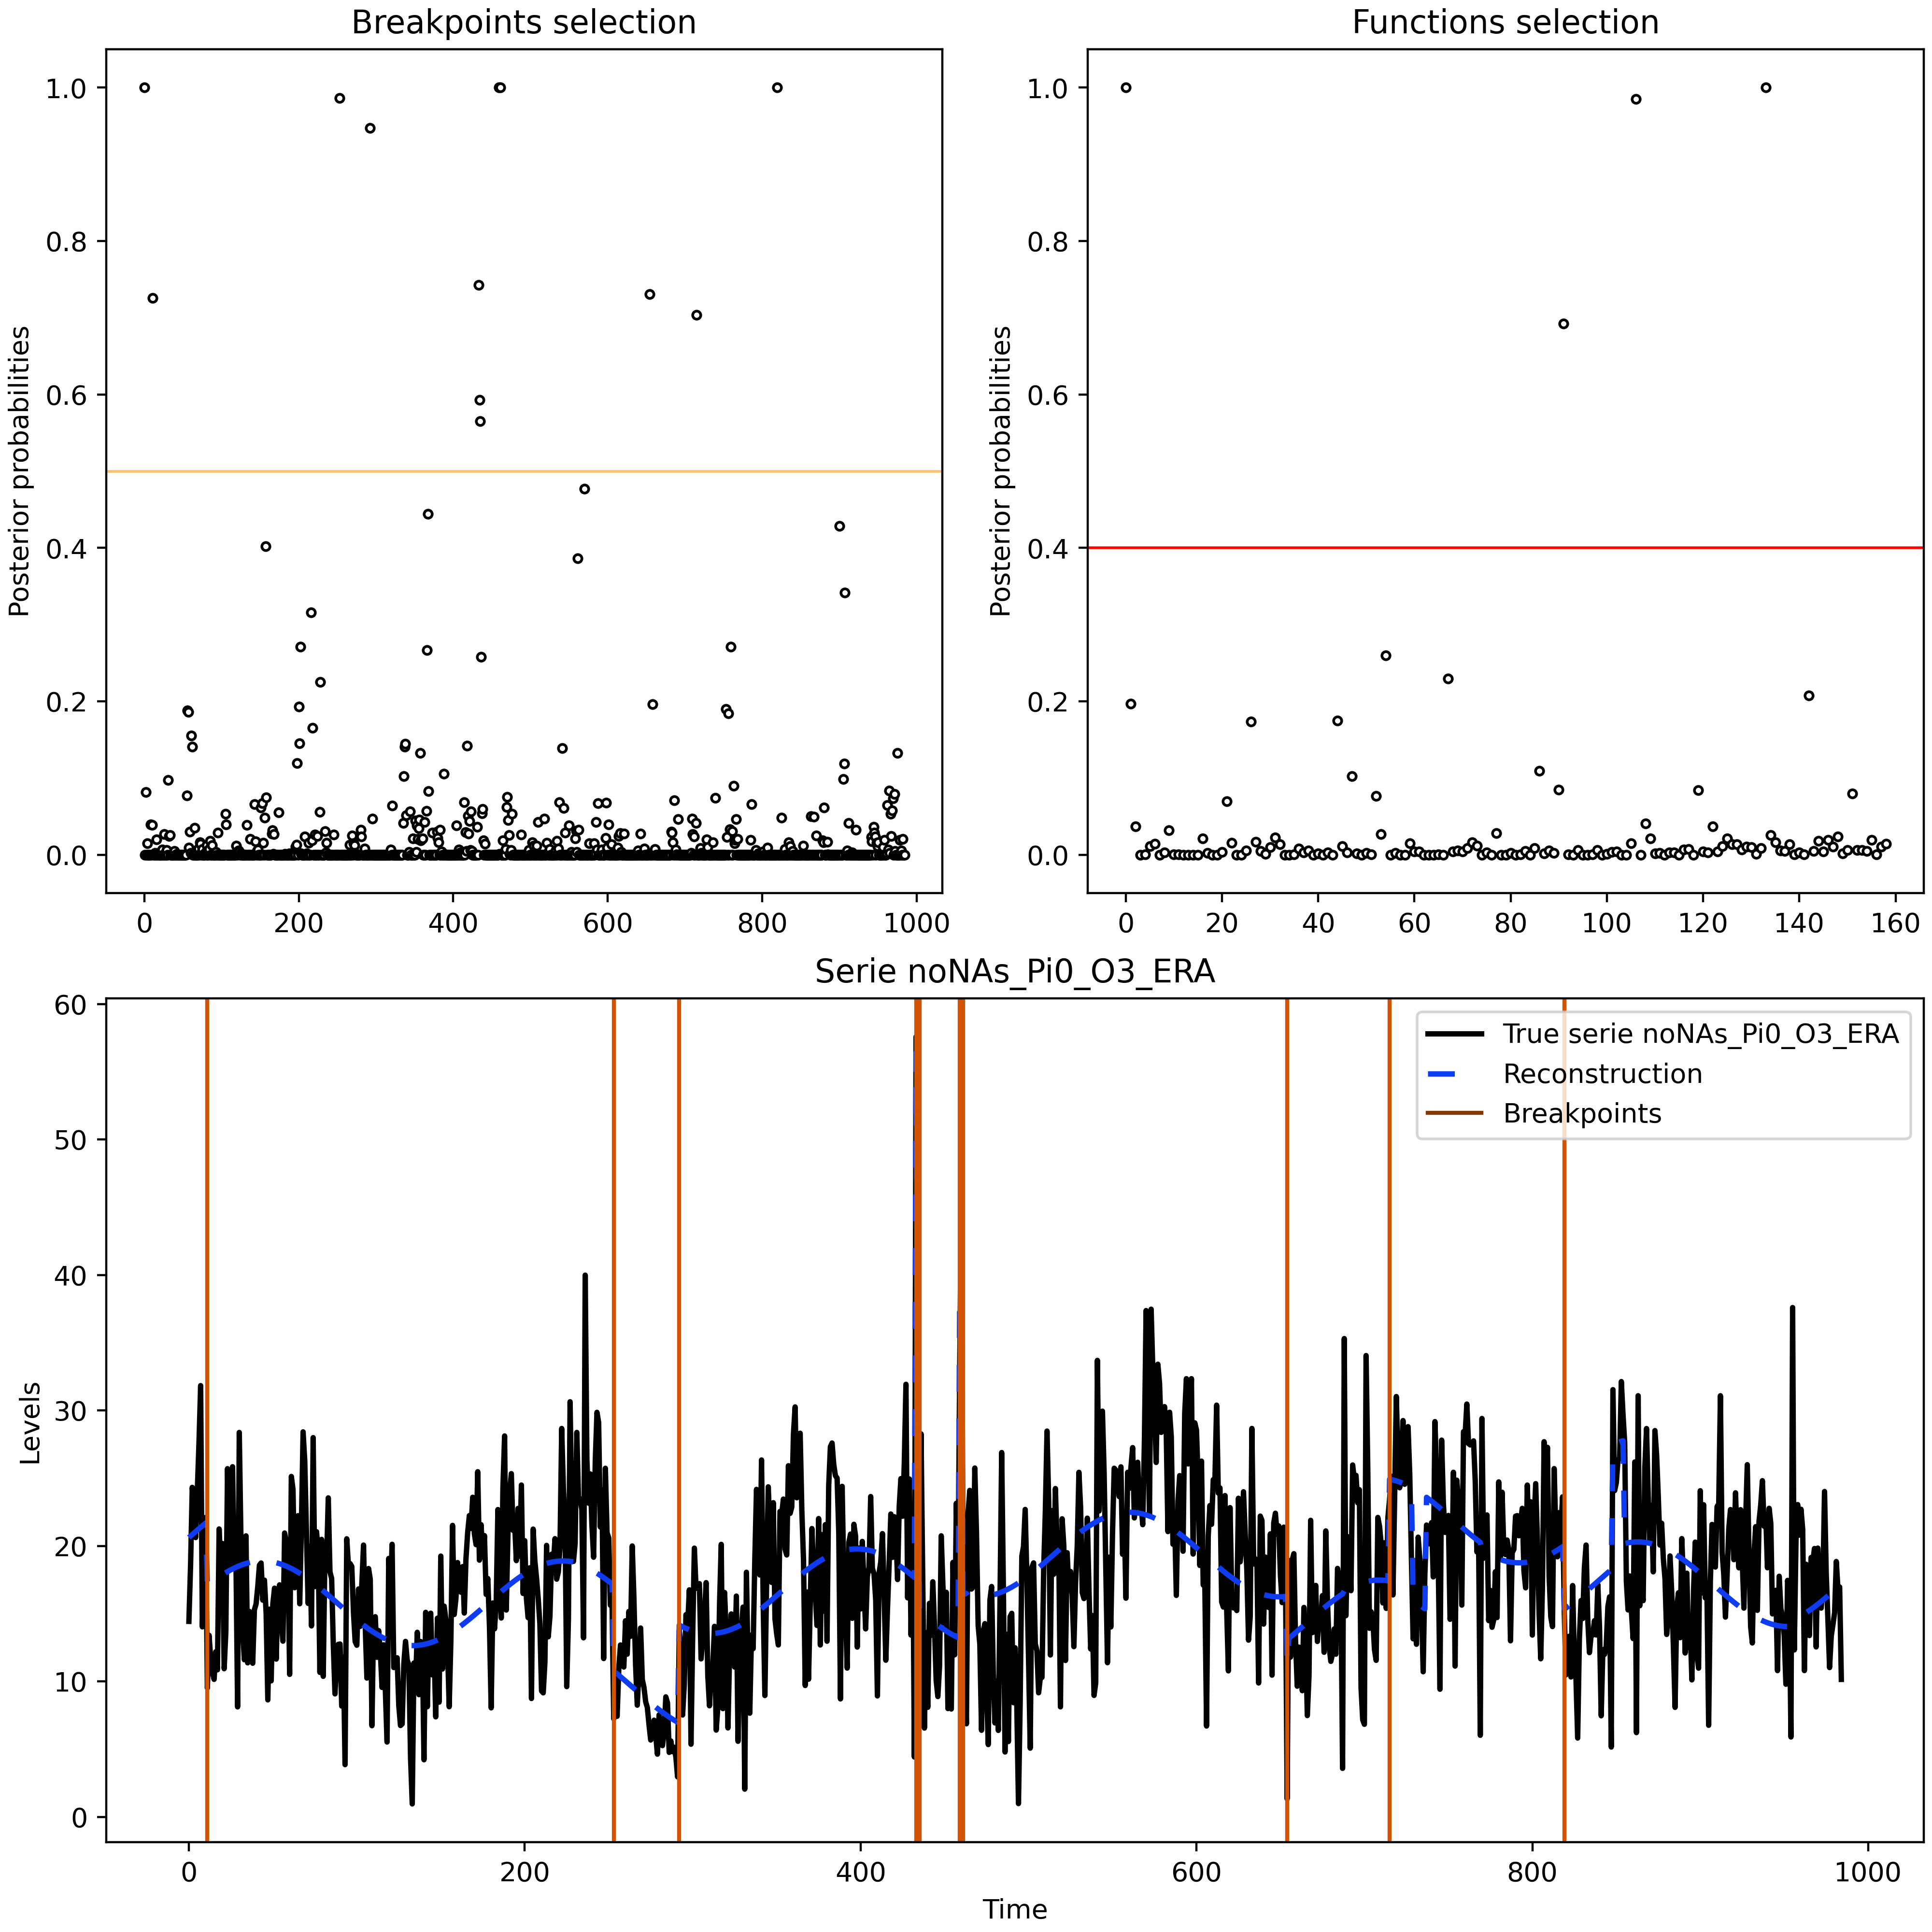 Breakpoints selection
Posterior probabilities
1.0
0.8
0.6
0.4
0.2
0.0
0 200 400 600 800 1000
Functions selection
Posterior probabilities
1.0
0.8
0.6
0.4
0.2
0.0
0 20 40 60 80 100 120 140 160
Serie noNAs_Pi0_O3_ERA
Levels
60
50
40
30
20
10
0
True serie noNAs_Pi0_O3_ERA
Reconstruction
Breakpoints
0 200 400 600 800 1000
Time